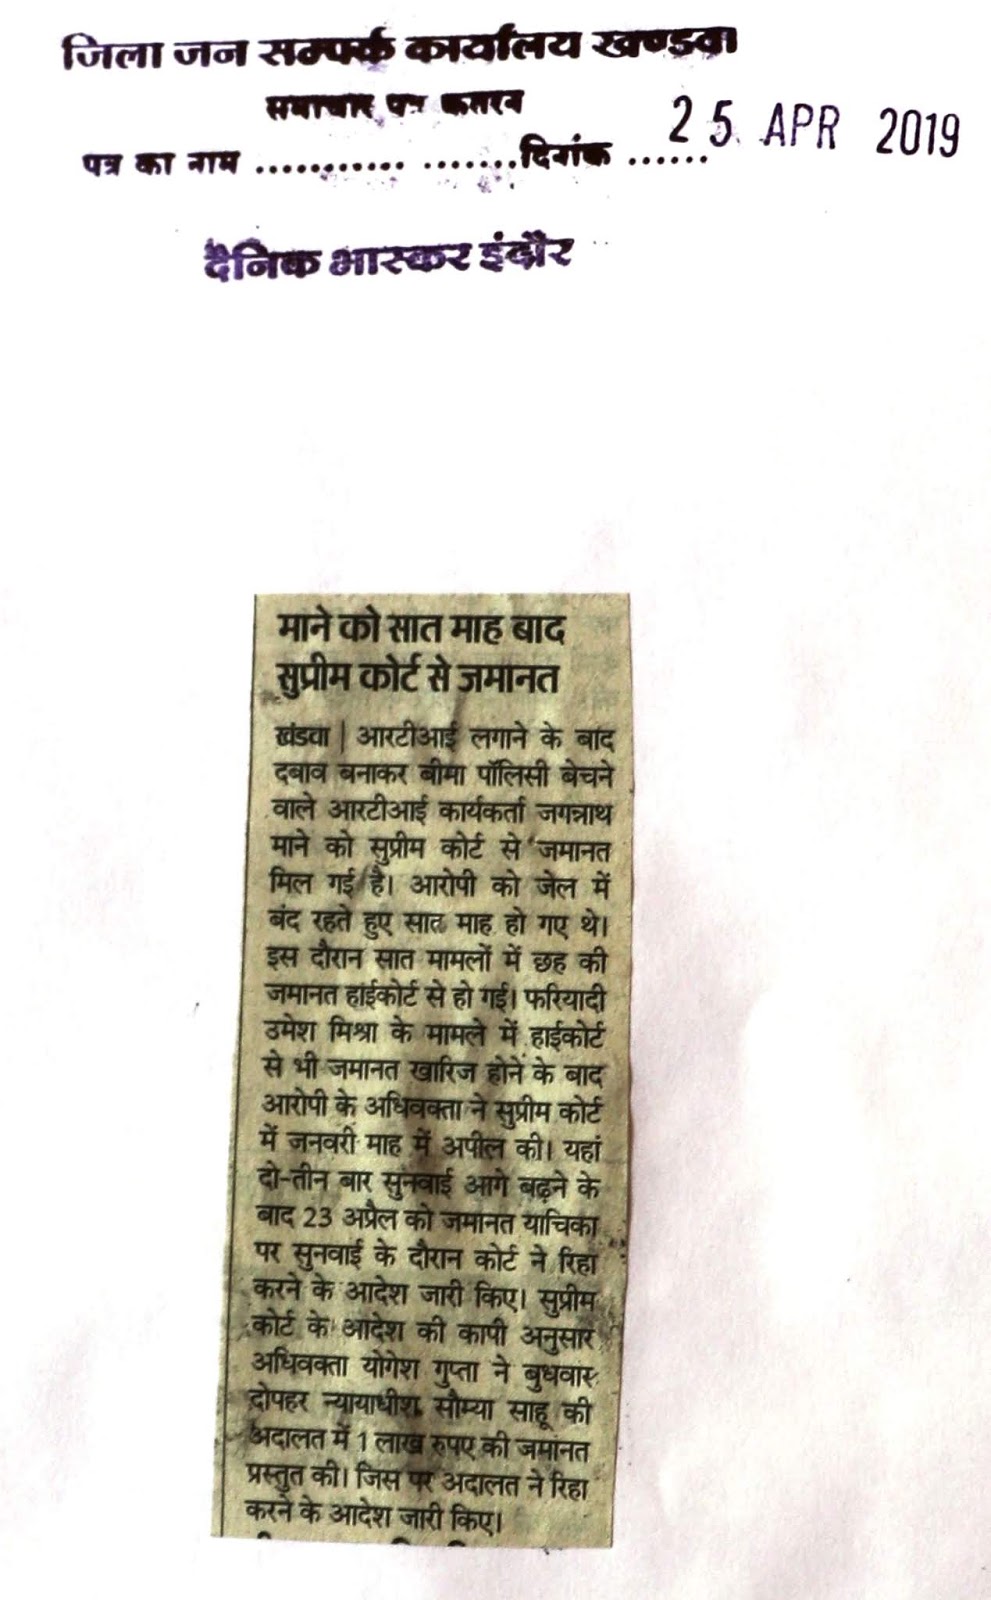 जिला जन सम्पर्क कार्यालय खण्डवा
समाचार पत्र कतरन
पत्र का नाम .................. दिनांक ......
25 APR 2019
दैनिक भास्कर इंदौर
माने को सात माह बाद
सुप्रीम कोर्ट से जमानत
खंडवा | आरटीआई लगाने के बाद
दबाव बनाकर बीमा पॉलिसी बेचने
वाले आरटीआई कार्यकर्ता जगन्नाथ
माने को सुप्रीम कोर्ट से जमानत
मिल गई है। आरोपी को जेल में
बंद रहते हुए सात माह हो गए थे।
इस दौरान सात मामलों में छह की
जमानत हाईकोर्ट से हो गई। फरियादी
उमेश मिश्रा के मामले में हाईकोर्ट
से भी जमानत खारिज होने के बाद
आरोपी के अधिवक्ता ने सुप्रीम कोर्ट
में जनवरी माह में अपील की। यहां
दो-तीन बार सुनवाई आगे बढ़ने के
बाद 23 अप्रैल को जमानत याचिका
पर सुनवाई के दौरान कोर्ट ने रिहा
करने के आदेश जारी किए। सुप्रीम
कोर्ट के आदेश की कापी अनुसार
अधिवक्ता योगेश गुप्ता ने बुधवार
दोपहर न्यायाधीश सौम्या साहू की
अदालत में 1 लाख रुपए की जमानत
प्रस्तुत की। जिस पर अदालत ने रिहा
करने के आदेश जारी किए।